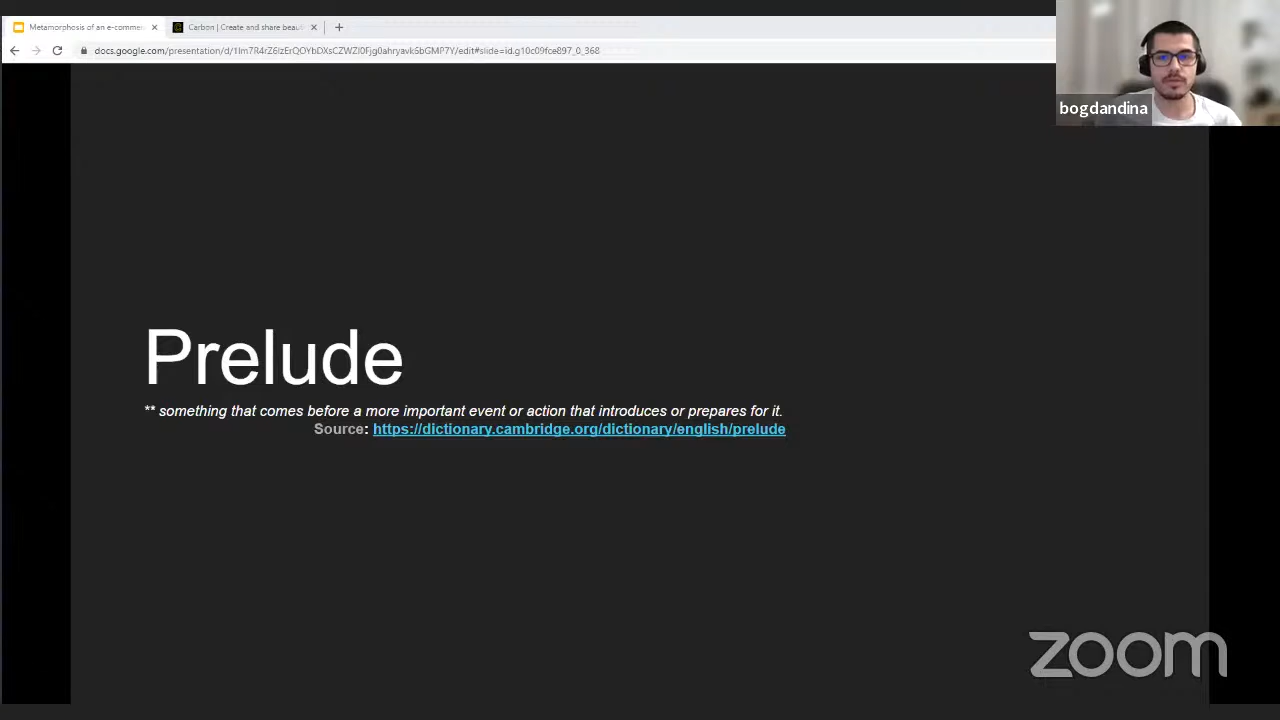 Metamorphosis of an e-comme
Carbon | Create and share beau
docs.google.com/presentation/d/1Im7R4rZ6izErQOYbDXsCZWZI0Fjg0ahryavk6bGMP7Y/edit#slide=id.g10c09fce897_0_368
bogdandina
Prelude
** something that comes before a more important event or action that introduces or prepares for it.
Source: https://dictionary.cambridge.org/dictionary/english/prelude
zoom